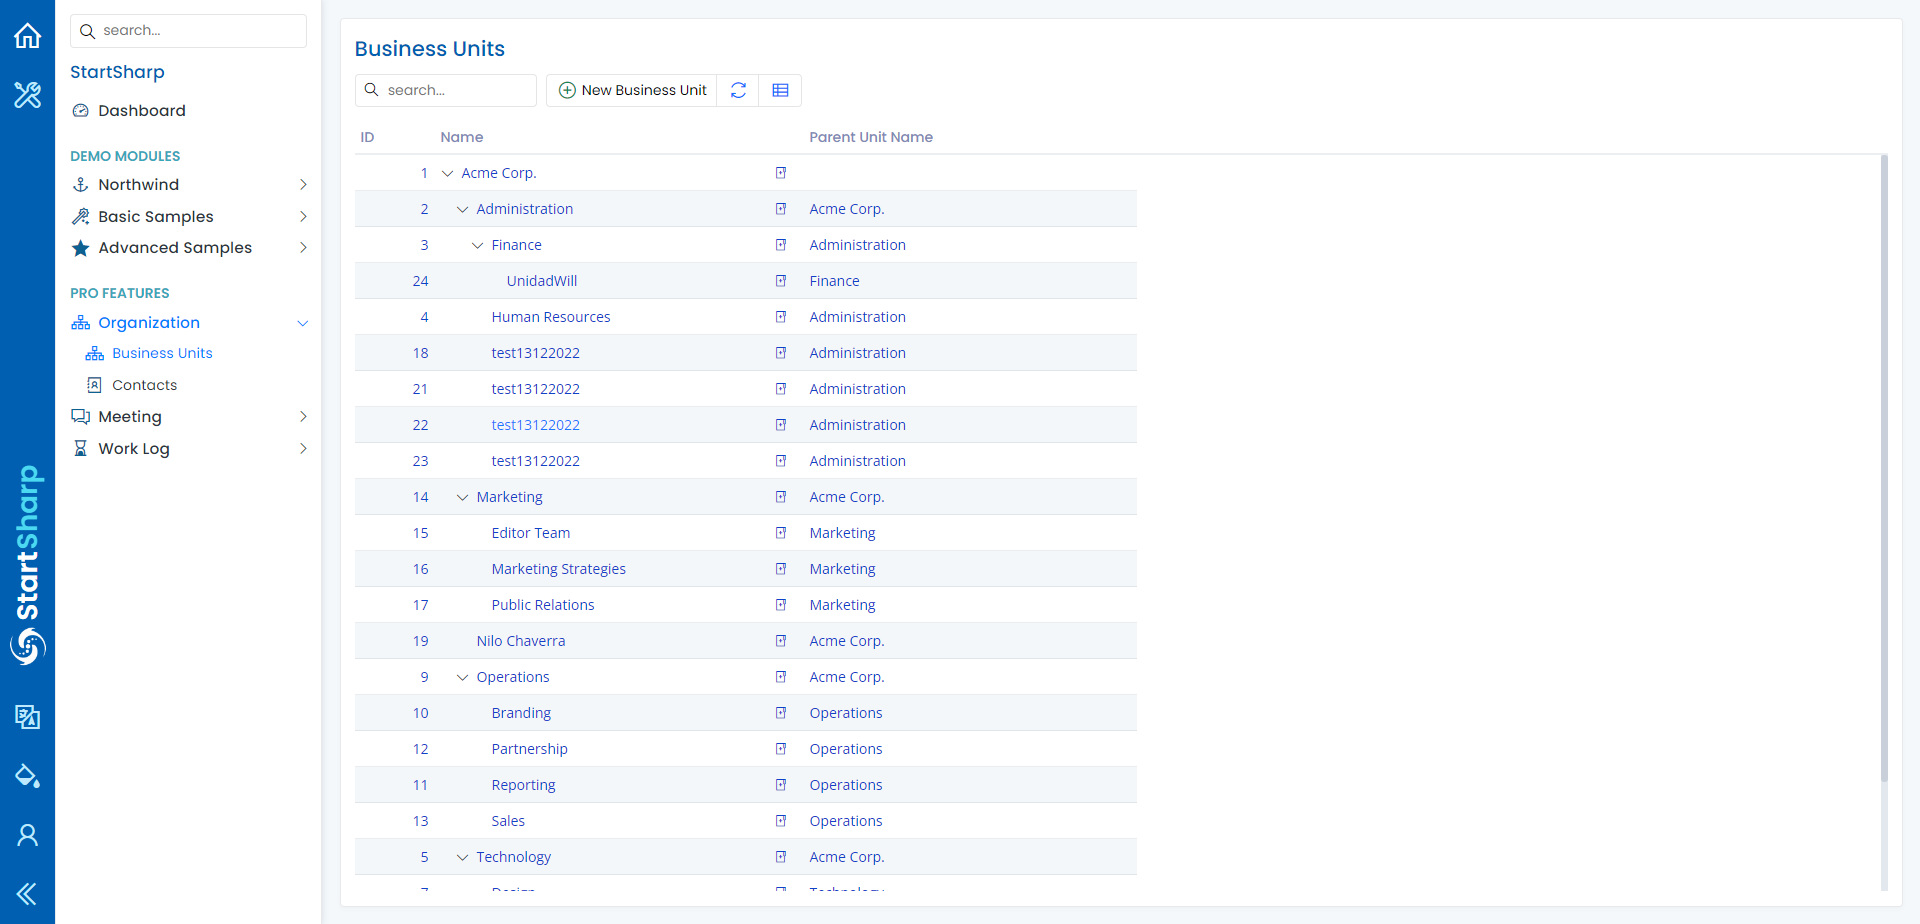 search...
StartSharp
Dashboard
DEMO MODULES
Northwind
Basic Samples
Advanced Samples
PRO FEATURES
Organization
Business Units
Contacts
Meeting
Work Log
StartSharp
Business Units
search...
New Business Unit
ID Name Parent Unit Name
1 Acme Corp.
2 Administration Acme Corp.
3 Finance Administration
24 UnidadWill Finance
4 Human Resources Administration
18 test13122022 Administration
21 test13122022 Administration
22 test13122022 Administration
23 test13122022 Administration
14 Marketing Acme Corp.
15 Editor Team Marketing
16 Marketing Strategies Marketing
17 Public Relations Marketing
19 Nilo Chaverra Acme Corp.
9 Operations Acme Corp.
10 Branding Operations
12 Partnership Operations
11 Reporting Operations
13 Sales Operations
5 Technology Acme Corp.
7 Design Technology